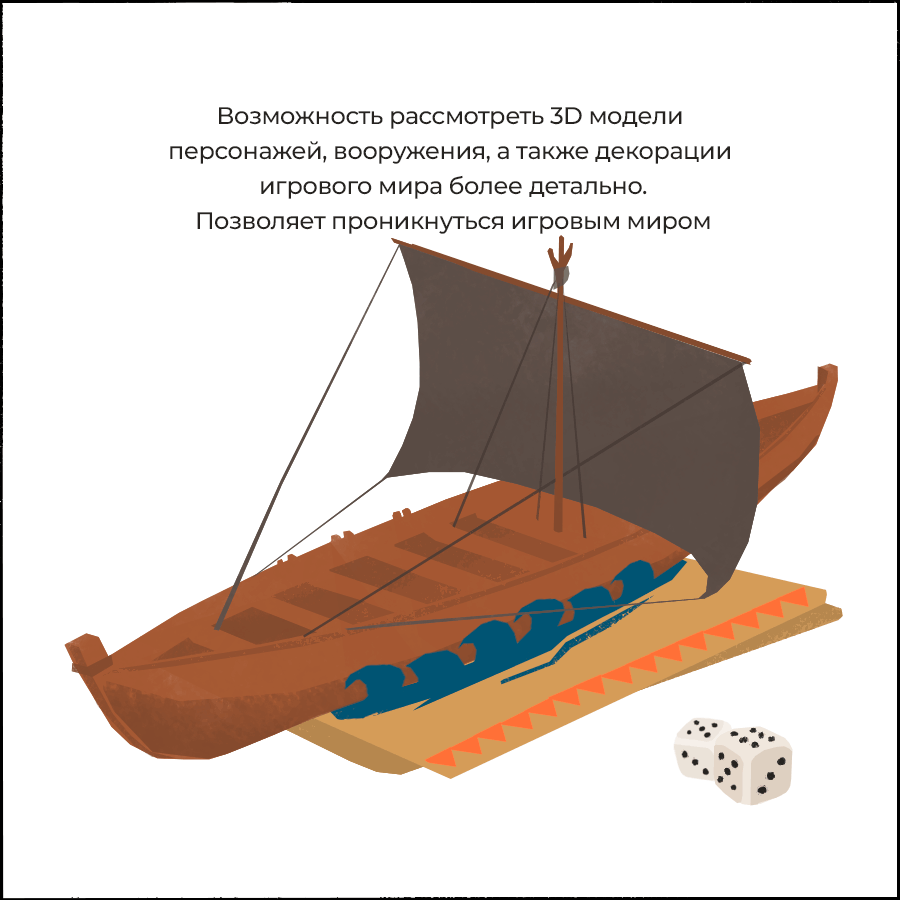 Возможность рассмотреть 3D модели
персонажей, вооружения, а также декорации
игрового мира более детально.
Позволяет проникнуться игровым миром